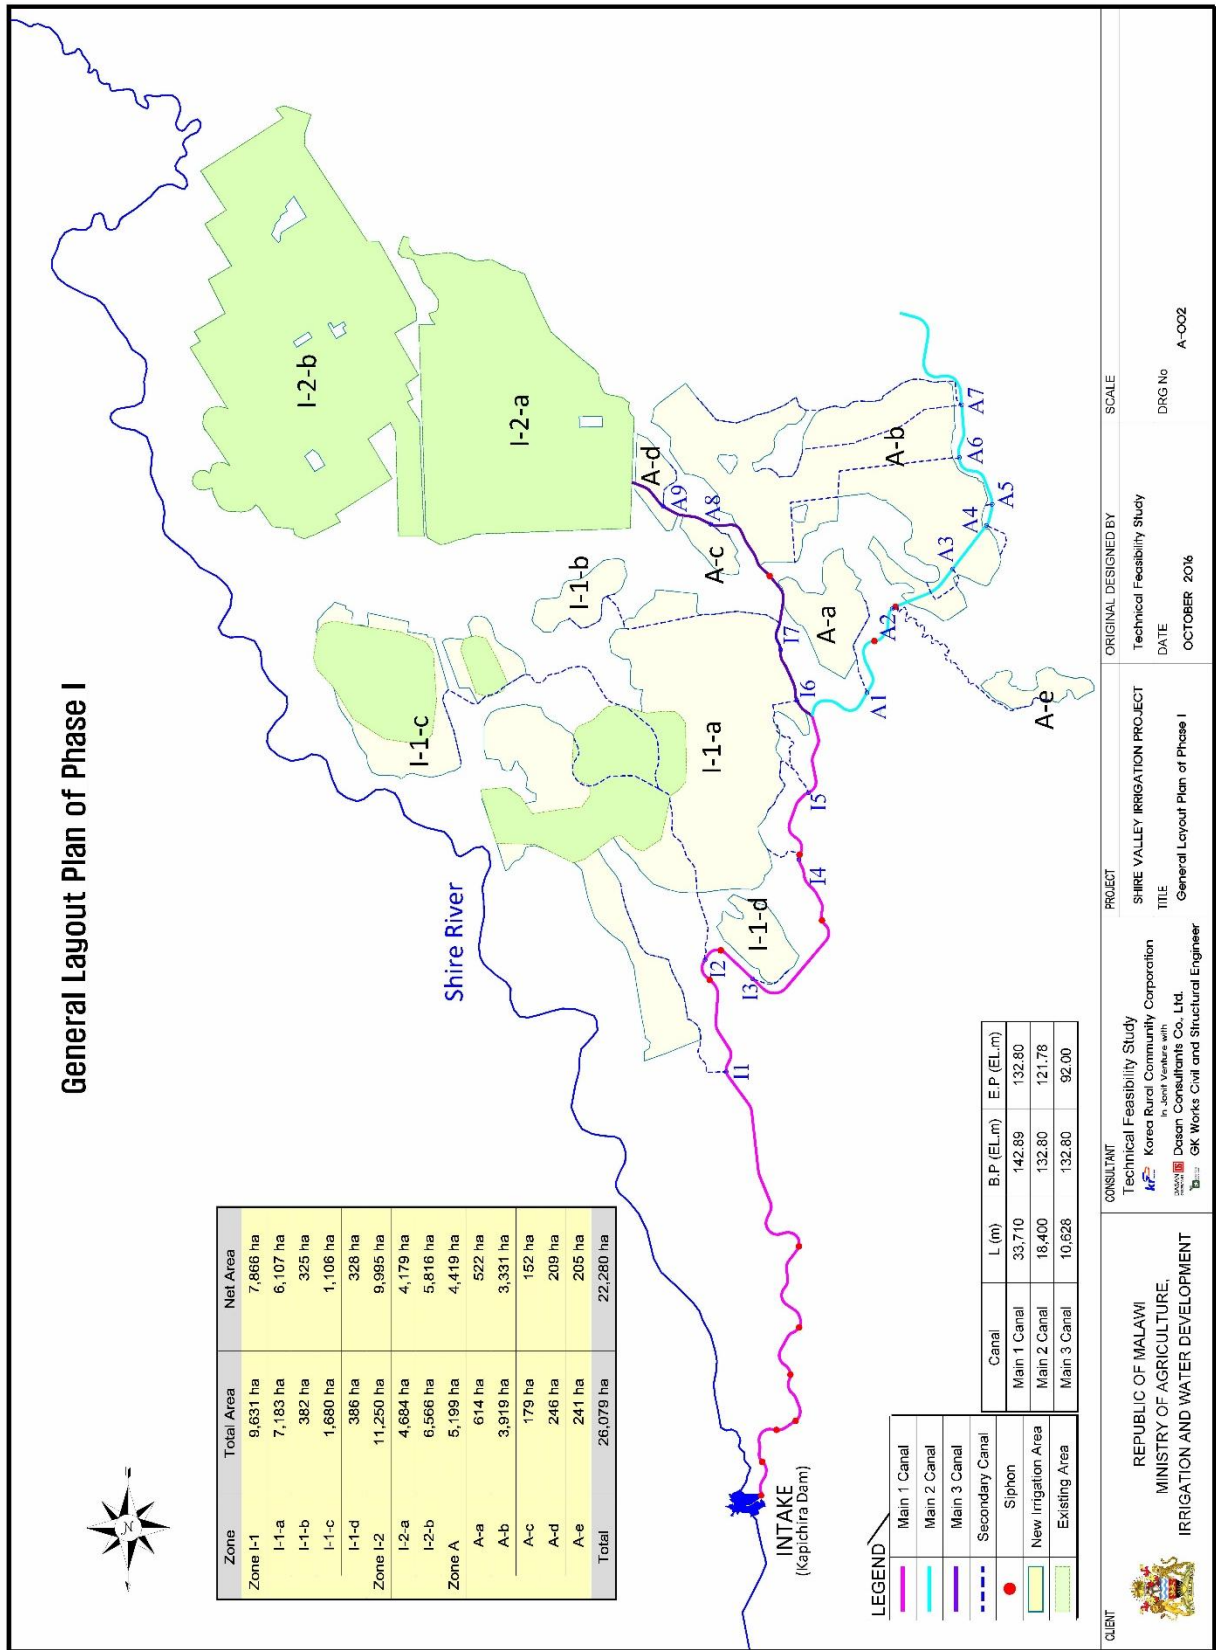 General Layout Plan of Phase I
Zone Total Area Net Area
Zone I-1 9,631 ha 7,866 ha
I-1-a 7,183 ha 6,107 ha
I-1-b 382 ha 325 ha
I-1-c 1,680 ha 1,106 ha
I-1-d 386 ha 328 ha
Zone I-2 11,250 ha 9,995 ha
I-2-a 4,684 ha 4,179 ha
I-2-b 6,566 ha 5,816 ha
Zone A 5,199 ha 4,419 ha
A-a 614 ha 522 ha
A-b 3,919 ha 3,331 ha
A-c 179 ha 152 ha
A-d 246 ha 209 ha
A-e 241 ha 205 ha
Total 26,079 ha 22,280 ha
N
Shire River
I-2-b
I-1-c
I-2-a
I-1-b
A-d
A9
A8
A-c
I-1-a
I7
I6
A-a
A-b
A7
A6
A5
A4
A3
A2
A1
A-e
I5
I4
I-1-d
I3
I2
I1
INTAKE
(Kapichira Dam)
LEGEND
Main 1 Canal
Main 2 Canal
Main 3 Canal
Secondary Canal
Siphon
New Irrigation Area
Existing Area
Canal L (m) B.P (EL.m) E.P (EL.m)
Main 1 Canal 33,710 142.89 132.80
Main 2 Canal 18,400 132.80 121.78
Main 3 Canal 10,628 132.80 92.00
CLIENT
REPUBLIC OF MALAWI
MINISTRY OF AGRICULTURE,
IRRIGATION AND WATER DEVELOPMENT
CONSULTANT
Technical Feasibility Study
Korea Rural Community Corporation
In Jonit Venture with
DASAN Dasan Consultants Co., Ltd.
GK Works Civil and Structural Engineer
PROJECT
SHIRE VALLEY IRRIGATION PROJECT
TITLE
General Layout Plan of Phase I
ORIGINAL DESIGNED BY
Technical Feasibility Study
DATE
OCTOBER 2016
SCALE
DRG No
A-002